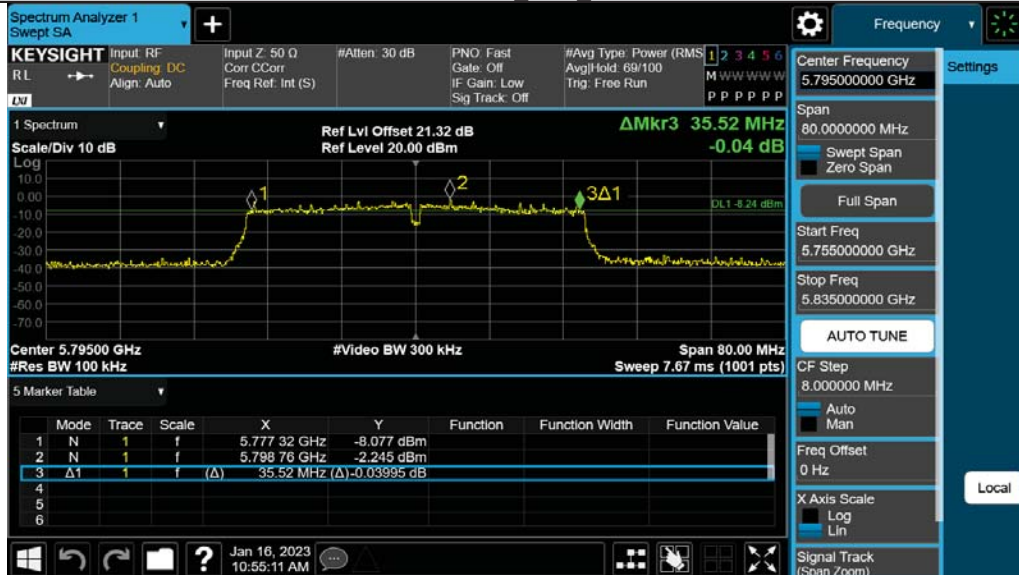 Spectrum Analyzer 1
Swept SA
+
Frequency
KEYSIGHT
RL
LXI
Input: RF
Coupling: DC
Align: Auto
Input Z: 50 Ω
Corr CCorr
Freq Ref: Int (S)
#Atten: 30 dB
PNO: Fast
Gate: Off
IF Gain: Low
Sig Track: Off
#Avg Type: Power (RMS
Avg|Hold: 69/100
Trig: Free Run
1 2 3 4 5 6
M W W W W W
P P P P P P
1 Spectrum
Scale/Div 10 dB
Ref Lvl Offset 21.32 dB
Ref Level 20.00 dBm
ΔMkr3 35.52 MHz
-0.04 dB
Log
10.0
0.00
-10.0
-20.0
-30.0
-40.0
-50.0
-60.0
-70.0
1
2
3Δ1
DL1 -8.24 dBm
Center 5.79500 GHz
#Video BW 300 kHz
Span 80.00 MHz
#Res BW 100 kHz
Sweep 7.67 ms (1001 pts)
5 Marker Table
Mode Trace Scale X Y Function Function Width Function Value
1 N 1 f 5.777 32 GHz -8.077 dBm
2 N 1 f 5.798 76 GHz -2.245 dBm
3 Δ1 1 f (Δ) 35.52 MHz (Δ) -0.03995 dB
4
5
6
Jan 16, 2023
10:55:11 AM
?
Center Frequency
5.795000000 GHz
Span
80.0000000 MHz
Swept Span
Zero Span
Full Span
Start Freq
5.755000000 GHz
Stop Freq
5.835000000 GHz
AUTO TUNE
CF Step
8.000000 MHz
Auto
Man
Freq Offset
0 Hz
X Axis Scale
Log
Lin
Signal Track
(Span Zoom)
Settings
Local